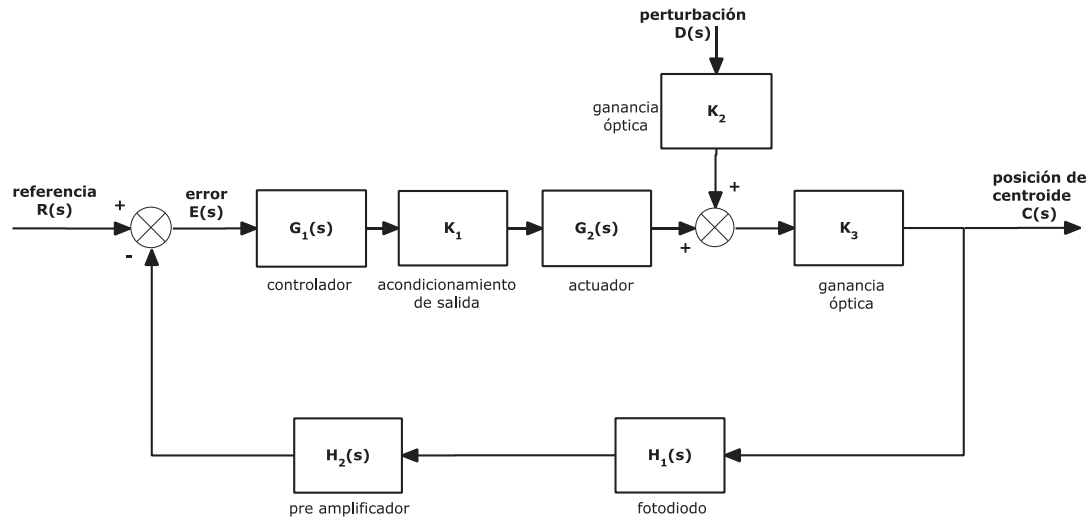 perturbación
D(s)
ganancia
óptica
K₂
+
referencia
R(s)
+
-
error
E(s)
G₁(s)
controlador
K₁
acondicionamiento
de salida
G₂(s)
actuador
+
K₃
ganancia
óptica
posición de
centroide
C(s)
H₂(s)
pre amplificador
H₁(s)
fotodiodo